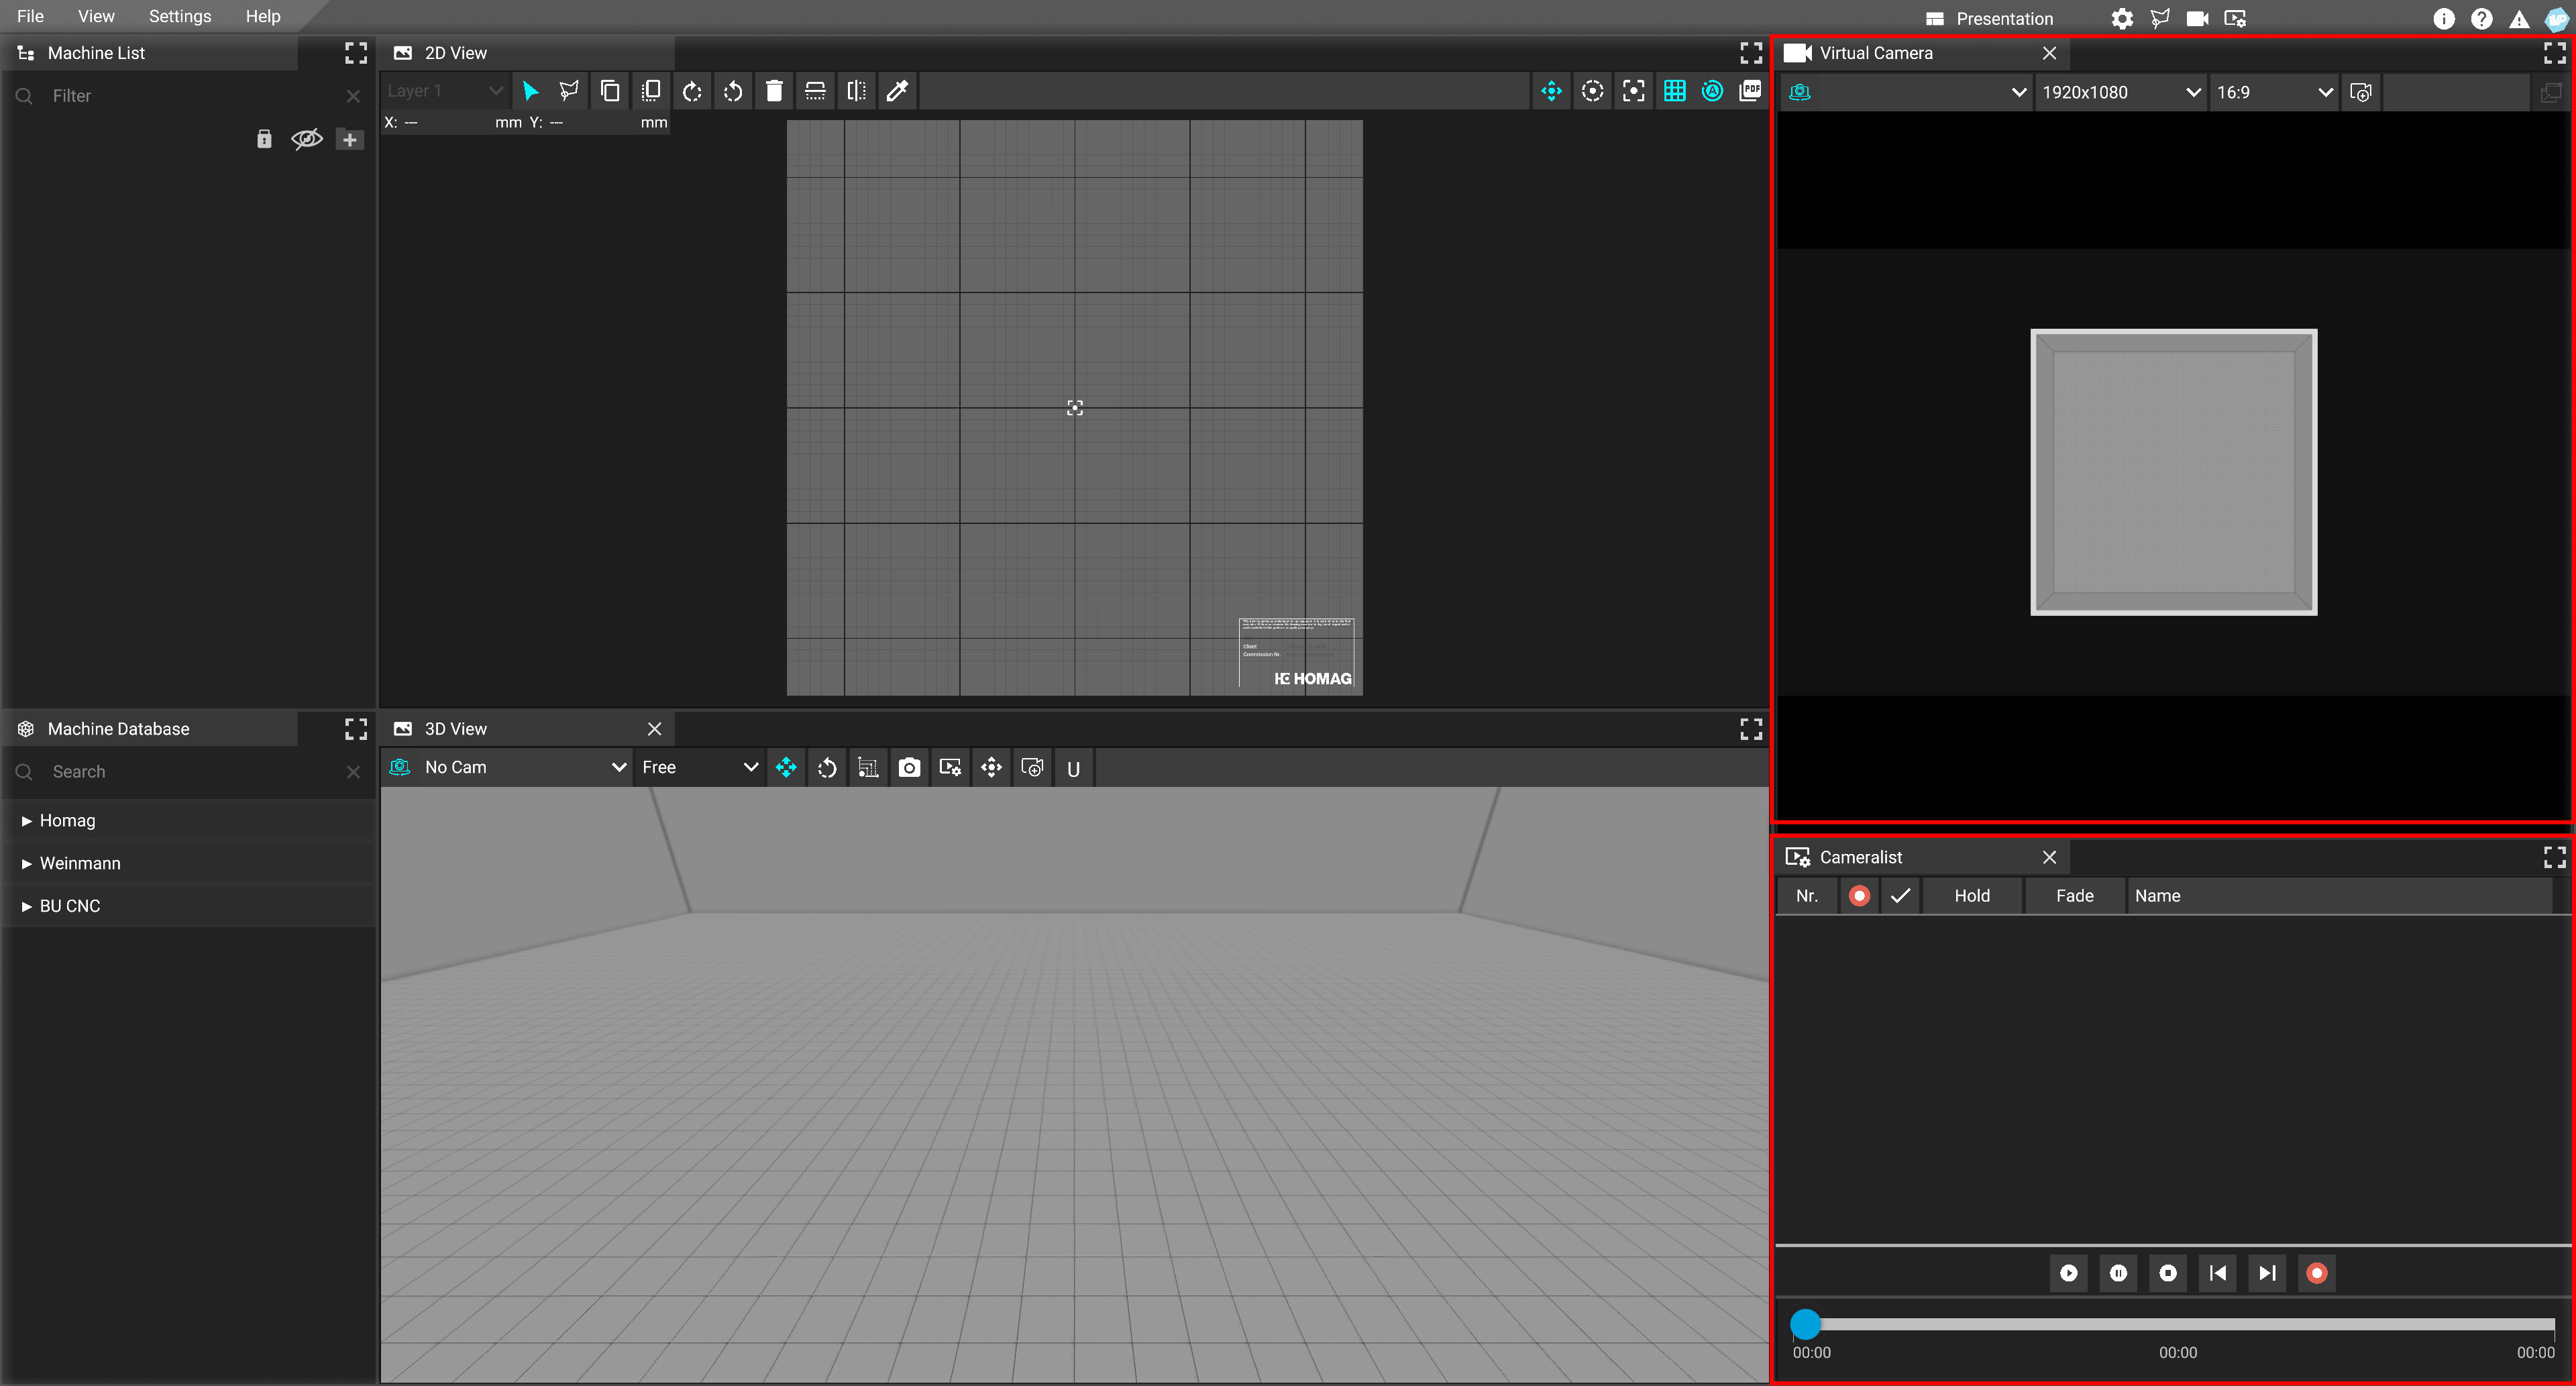 File View Settings Help
Presentation
Machine List
Filter
2D View
Layer 1
PDF
X: --- mm Y: --- mm
Client
Commission Nr.
HOMAG
Virtual Camera
1920x1080
16:9
Machine Database
Search
Homag
Weinmann
BU CNC
3D View
No Cam
Free
U
Cameralist
Nr. Hold Fade Name
00:00 00:00 00:00